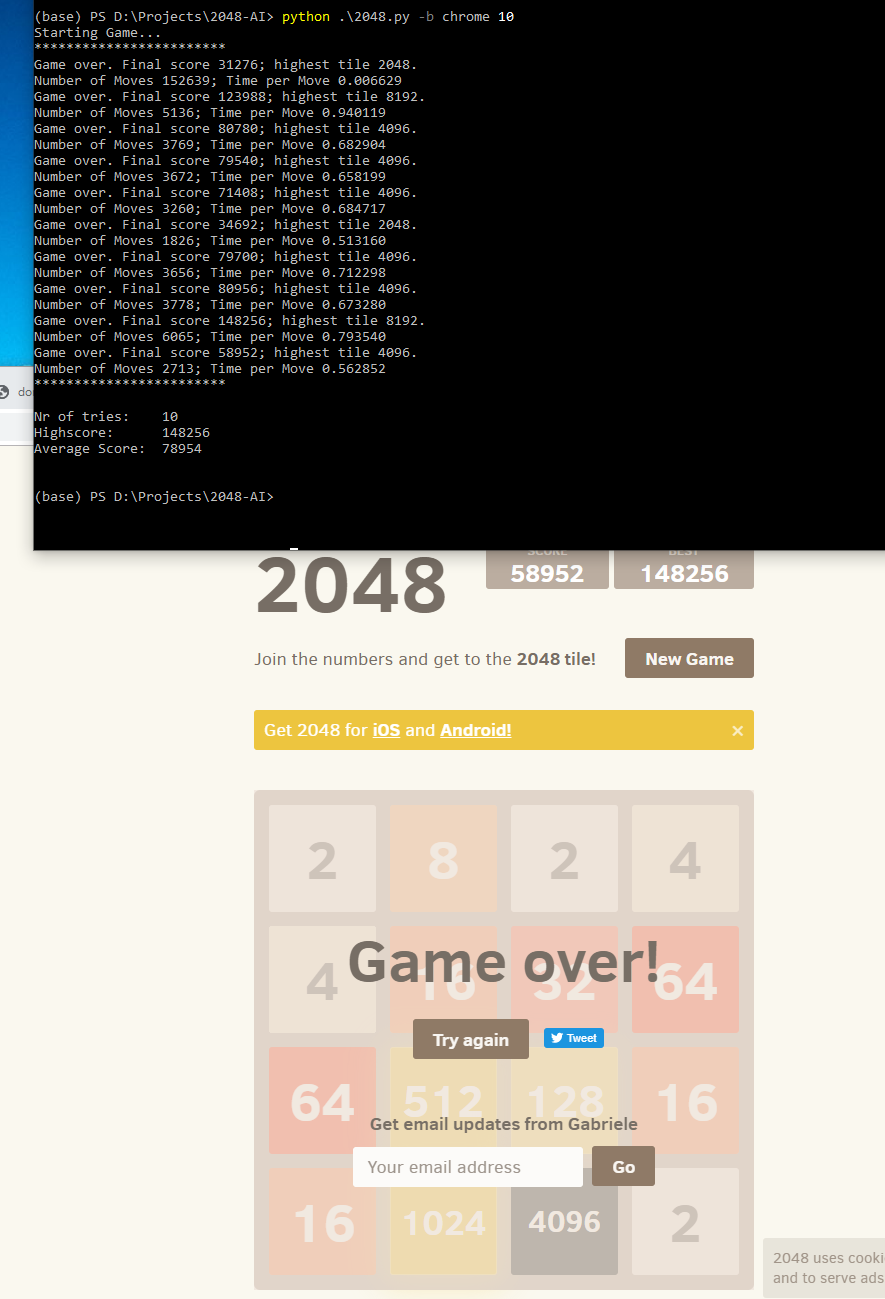 (base) PS D:\Projects\2048-AI> python .\2048.py -b chrome 10
Starting Game...
************************
Game over. Final score 31276; highest tile 2048.
Number of Moves 152639; Time per Move 0.006629
Game over. Final score 123988; highest tile 8192.
Number of Moves 5136; Time per Move 0.940119
Game over. Final score 80780; highest tile 4096.
Number of Moves 3769; Time per Move 0.682904
Game over. Final score 79540; highest tile 4096.
Number of Moves 3672; Time per Move 0.658199
Game over. Final score 71408; highest tile 4096.
Number of Moves 3260; Time per Move 0.684717
Game over. Final score 34692; highest tile 2048.
Number of Moves 1826; Time per Move 0.513160
Game over. Final score 79700; highest tile 4096.
Number of Moves 3656; Time per Move 0.712298
Game over. Final score 80956; highest tile 4096.
Number of Moves 3778; Time per Move 0.673280
Game over. Final score 148256; highest tile 8192.
Number of Moves 6065; Time per Move 0.793540
Game over. Final score 58952; highest tile 4096.
Number of Moves 2713; Time per Move 0.562852
************************
Nr of tries: 10
Highscore: 148256
Average Score: 78954
(base) PS D:\Projects\2048-AI>
2048
SCORE
58952
BEST
148256
Join the numbers and get to the 2048 tile!
New Game
Get 2048 for iOS and Android!
×
2 8 2 4
4 16 32 64
Game over!
Try again
Tweet
64 512 128 16
Get email updates from Gabriele
Your email address
Go
16 1024 4096 2
2048 uses cooki
and to serve ads